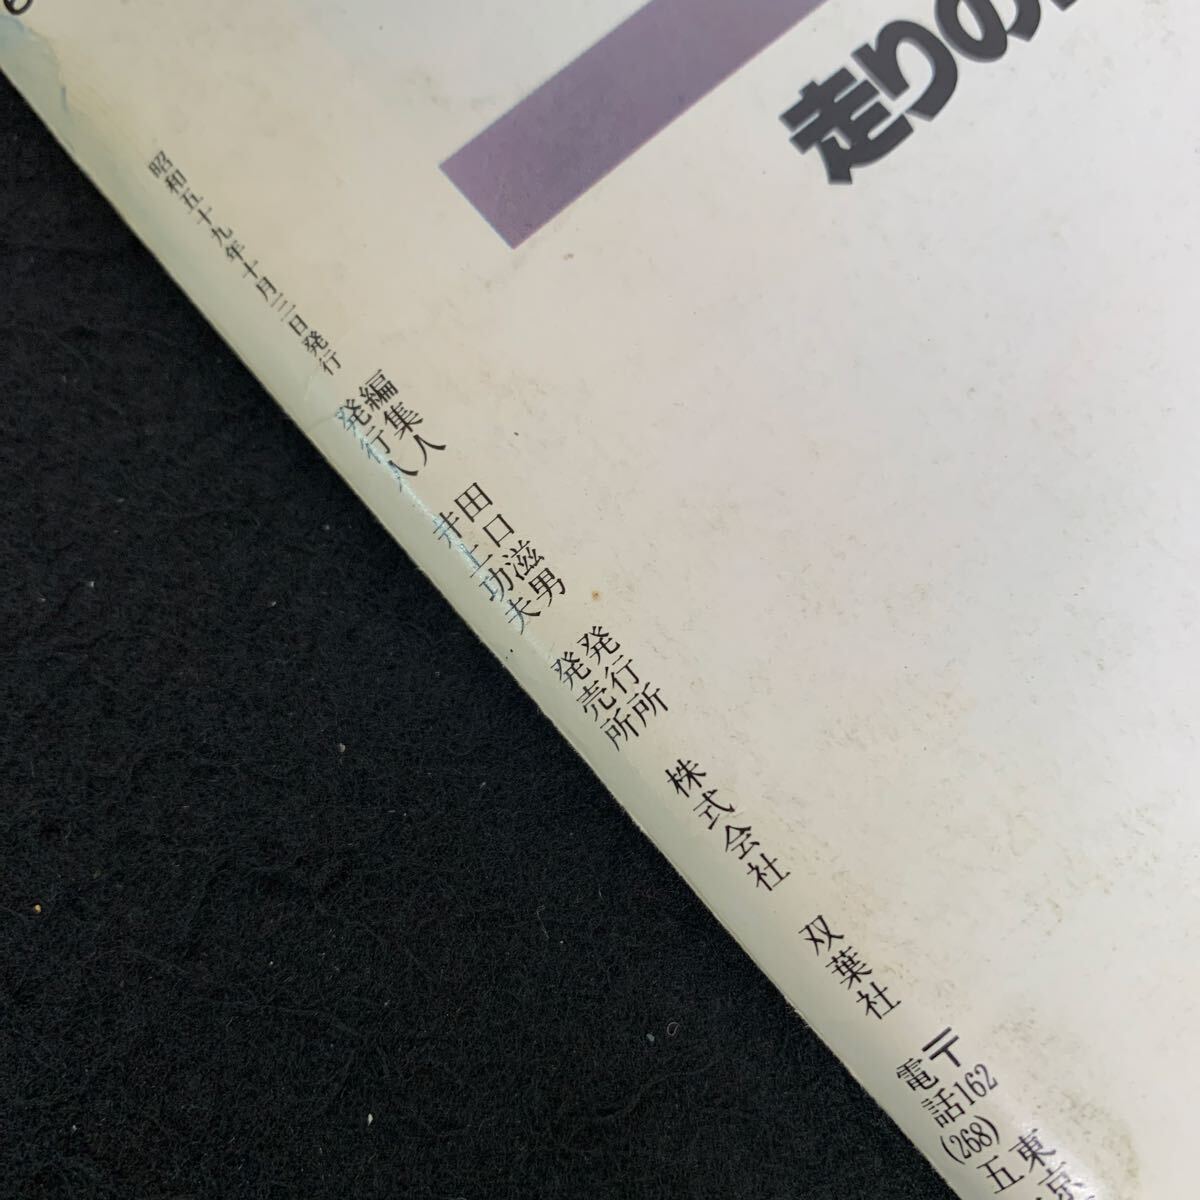 走りの
昭和五十九年十月三日発行
編集人 田口滋男
発行人 井上功夫
発行所
発売所
株式会社 双葉社
〒162 東京
電話(268)五